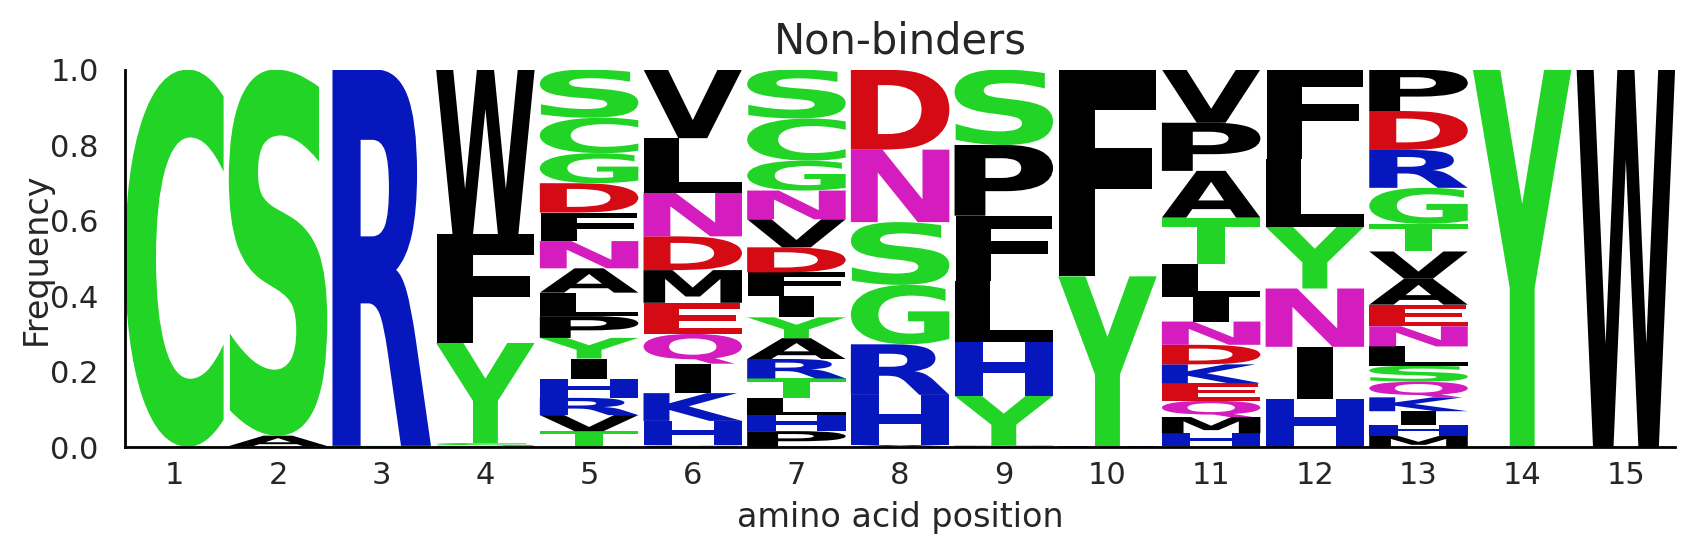 Non-binders
Frequency
1.0
0.8
0.6
0.4
0.2
0.0
C
S A
R
W F Y
S C G D F N A L P Y I H R V T
V L N D M E Q I K H
S C G N V D F I Y A R T L H P
D N S G R H
S P F L H Y
F Y
V P A T L I N D K E Q M H
F L Y N I H
P D R G T V A E N L S Q K I H M
Y
W
1 2 3 4 5 6 7 8 9 10 11 12 13 14 15
amino acid position